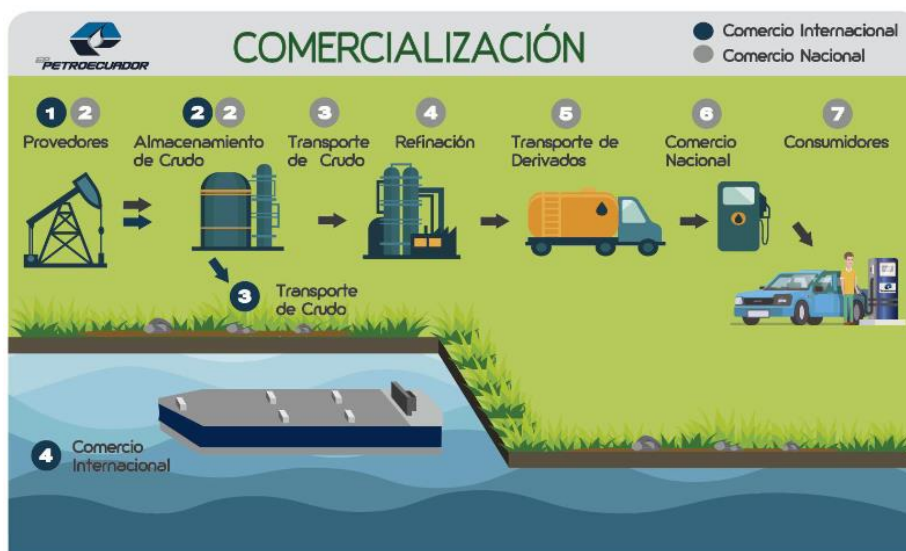 EP PETROECUADOR
COMERCIALIZACIÓN
Comercio Internacional
Comercio Nacional
1 2
Provedores
2 2
Almacenamiento
de Crudo
3
Transporte
de Crudo
4
Refinación
5
Transporte de
Derivados
6
Comercio
Nacional
7
Consumidores
3 Transporte
de Crudo
4 Comercio
Internacional